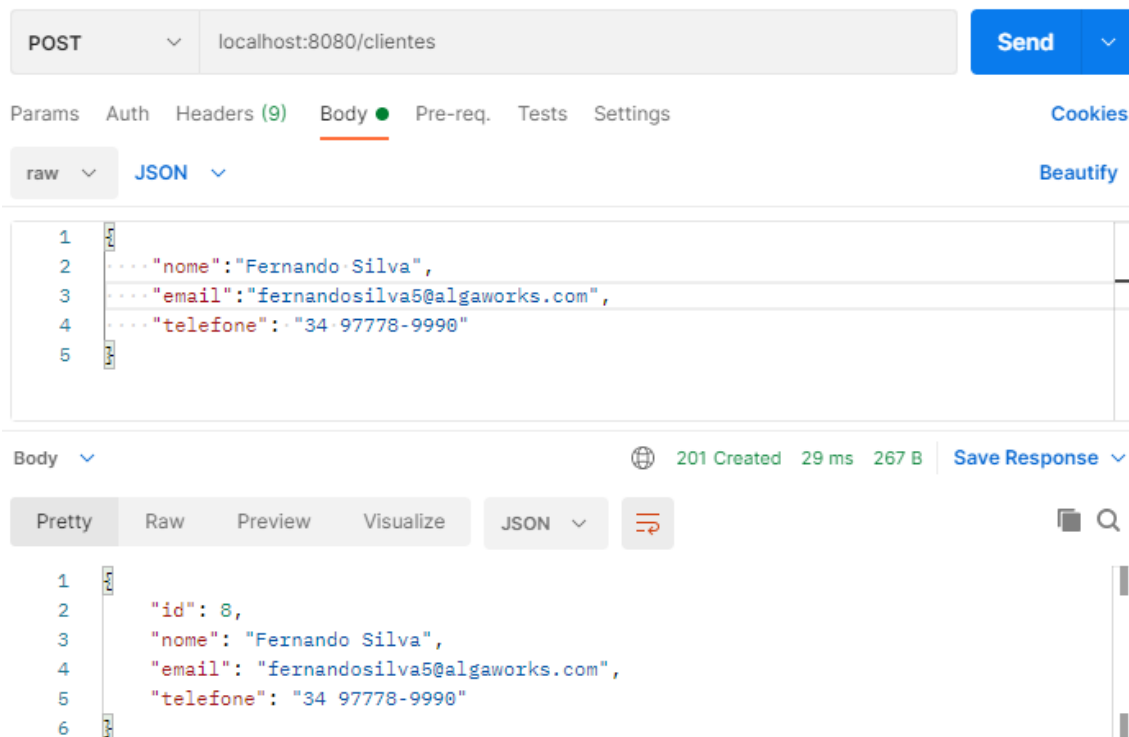 POST localhost:8080/clientes Send
Params Auth Headers (9) Body Pre-req. Tests Settings Cookies
raw JSON Beautify
1 {
2 "nome":"Fernando Silva",
3 "email":"fernandosilva5@algaworks.com",
4 "telefone": "34 97778-9990"
5 }
Body 201 Created 29 ms 267 B Save Response
Pretty Raw Preview Visualize JSON
1 {
2 "id": 8,
3 "nome": "Fernando Silva",
4 "email": "fernandosilva5@algaworks.com",
5 "telefone": "34 97778-9990"
6 }